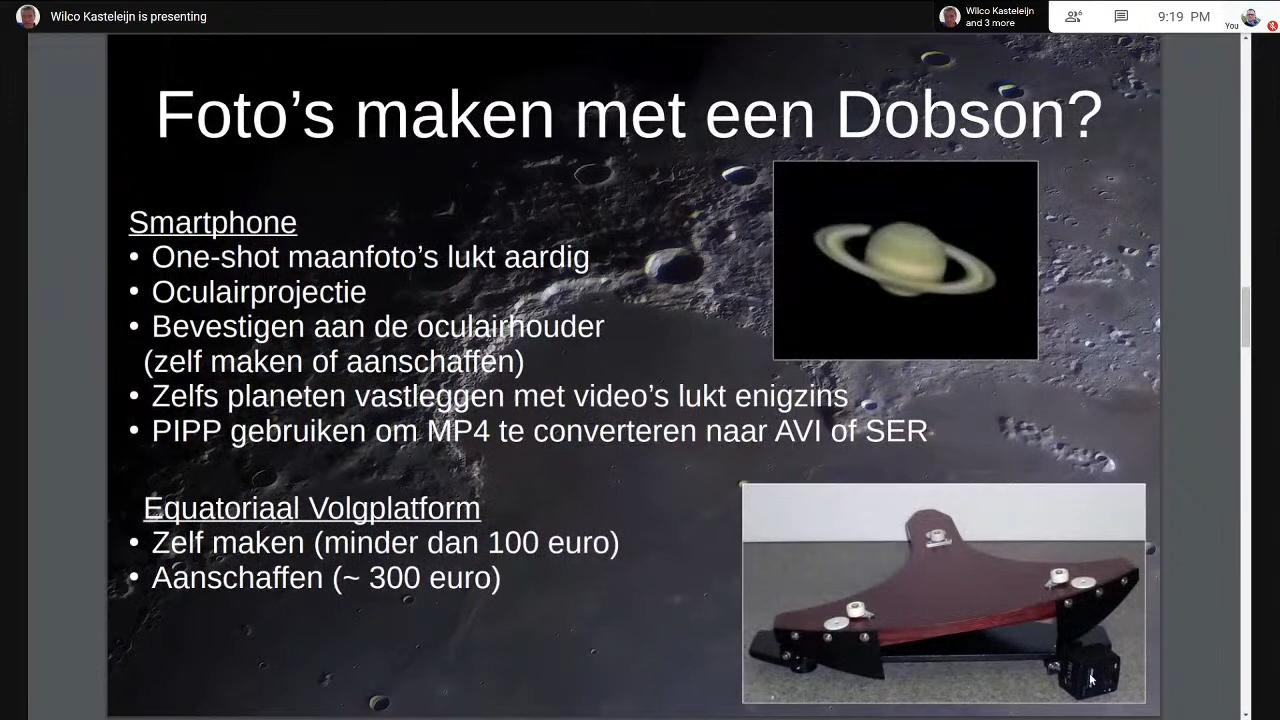 Wilco Kasteleijn is presenting
Wilco Kasteleijn
and 3 more
6
9:19 PM
You
Foto's maken met een Dobson?
Smartphone
• One-shot maanfoto's lukt aardig
• Oculairprojectie
• Bevestigen aan de oculairhouder
(zelf maken of aanschaffen)
• Zelfs planeten vastleggen met video's lukt enigzins
• PIPP gebruiken om MP4 te converteren naar AVI of SER
Equatoriaal Volgplatform
• Zelf maken (minder dan 100 euro)
• Aanschaffen (~ 300 euro)